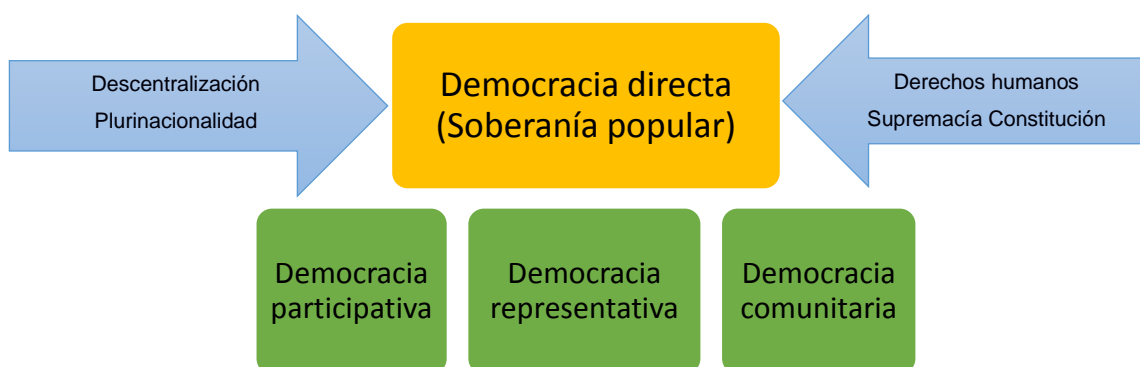 Descentralización
Plurinacionalidad
Democracia directa
(Soberanía popular)
Derechos humanos
Supremacía Constitución
Democracia
participativa
Democracia
representativa
Democracia
comunitaria